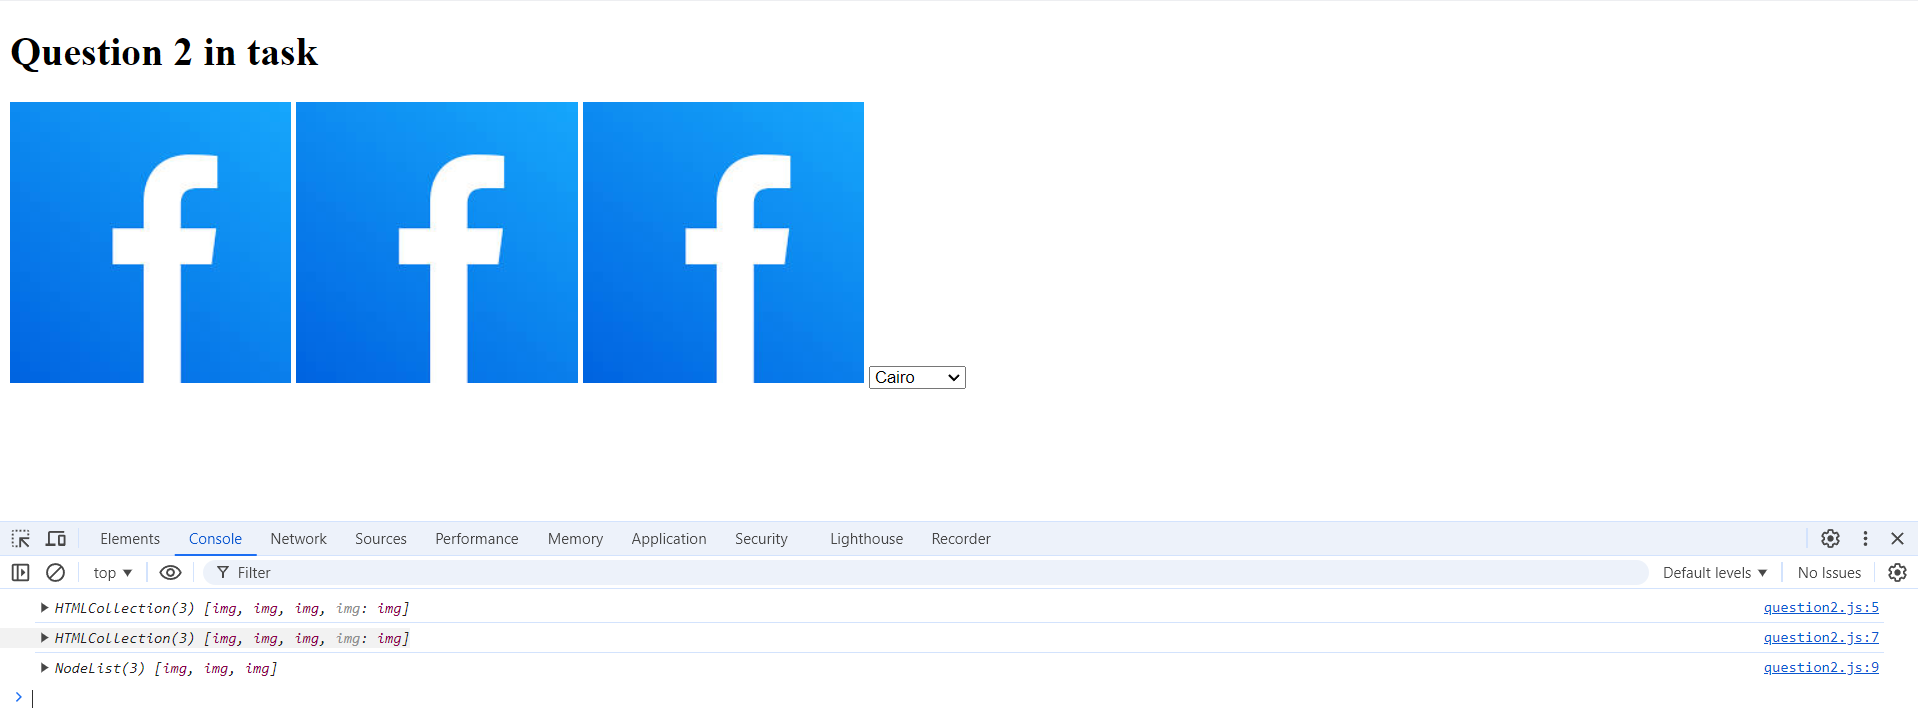 Question 2 in task
f f f
Cairo
Elements Console Network Sources Performance Memory Application Security Lighthouse Recorder
top Filter Default levels No Issues
HTMLCollection(3) [img, img, img, img: img] question2.js:5
HTMLCollection(3) [img, img, img, img: img] question2.js:7
NodeList(3) [img, img, img] question2.js:9